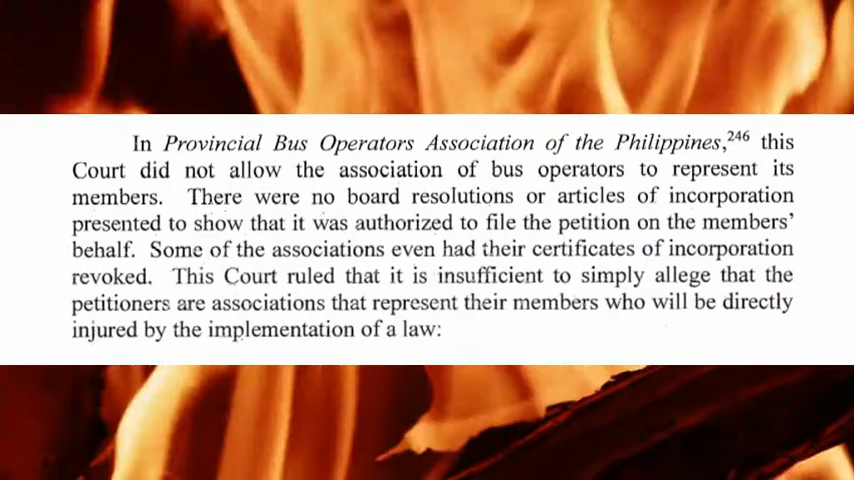 In Provincial Bus Operators Association of the Philippines,246 this
Court did not allow the association of bus operators to represent its
members. There were no board resolutions or articles of incorporation
presented to show that it was authorized to file the petition on the members'
behalf. Some of the associations even had their certificates of incorporation
revoked. This Court ruled that it is insufficient to simply allege that the
petitioners are associations that represent their members who will be directly
injured by the implementation of a law: